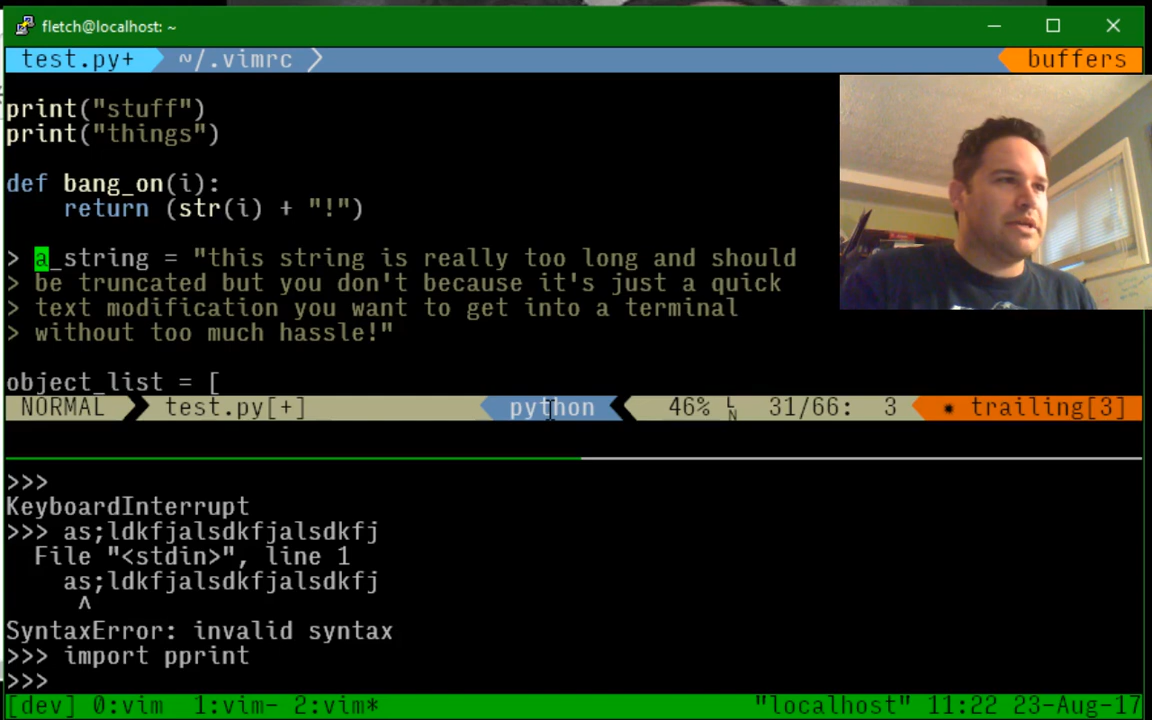 fletch@localhost: ~
test.py+ ~/.vimrc buffers
print("stuff")
print("things")
def bang_on(i):
return (str(i) + "!")
> a_string = "this string is really too long and should
> be truncated but you don't because it's just a quick
> text modification you want to get into a terminal
> without too much hassle!"
object_list = [
NORMAL test.py[+] python 46% LN 31/66: 3 * trailing[3]
>>>
KeyboardInterrupt
>>> as;ldkfjalsdkfjalsdkfj
File "<stdin>", line 1
as;ldkfjalsdkfjalsdkfj
^
SyntaxError: invalid syntax
>>> import pprint
>>>
[dev] 0:vim 1:vim- 2:vim* "localhost" 11:22 23-Aug-17